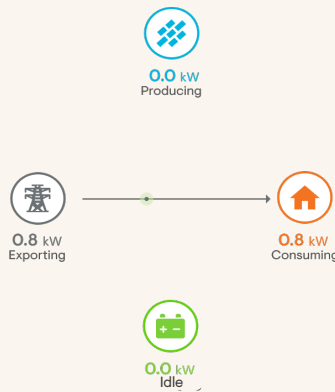 0.0 kW
Producing
0.8 kW
Exporting
0.8 kW
Consuming
0.0 kW
Idle